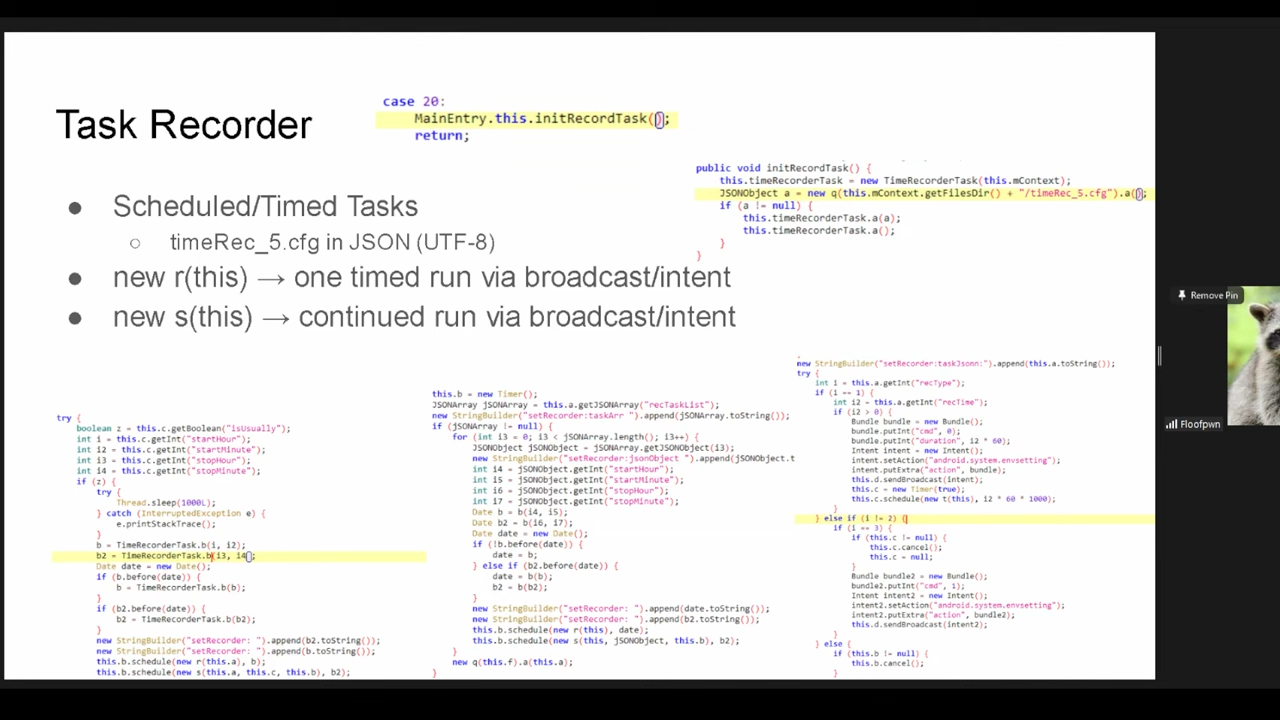 Task Recorder
case 20:
MainEntry.this.initRecordTask();
return;
public void initRecordTask() {
this.timeRecorderTask = new TimeRecorderTask(this.mContext);
JSONObject a = new q(this.mContext.getFilesDir() + "/timeRec_5.cfg").a();
if (a != null) {
this.timeRecorderTask.a(a);
this.timeRecorderTask.a();
}
}
● Scheduled/Timed Tasks
○ timeRec_5.cfg in JSON (UTF-8)
● new r(this) → one timed run via broadcast/intent
● new s(this) → continued run via broadcast/intent
try {
boolean z = this.c.getBoolean("isUsually");
int i = this.c.getInt("startHour");
int i2 = this.c.getInt("startMinute");
int i3 = this.c.getInt("stopHour");
int i4 = this.c.getInt("stopMinute");
if (z) {
try {
Thread.sleep(1000L);
} catch (InterruptedException e) {
e.printStackTrace();
}
b = TimeRecorderTask.b(i, i2);
b2 = TimeRecorderTask.b(i3, i4);
Date date = new Date();
if (b.before(date)) {
b = TimeRecorderTask.b(b);
}
if (b2.before(date)) {
b2 = TimeRecorderTask.b(b2);
}
new StringBuilder("setRecorder: ").append(b2.toString());
new StringBuilder("setRecorder: ").append(b.toString());
this.b.schedule(new r(this.a), b);
this.b.schedule(new s(this.a, this.c, this.b), b2);
this.b = new Timer();
JSONArray jSONArray = this.a.getJSONArray("recTaskList");
new StringBuilder("setRecorder:taskArr ").append(jSONArray.toString());
if (jSONArray != null) {
for (int i3 = 0; i3 < jSONArray.length(); i3++) {
JSONObject jSONObject = jSONArray.getJSONObject(i3);
new StringBuilder("setRecorder:jsonObject ").append(jSONObject.t
int i4 = jSONObject.getInt("startHour");
int i5 = jSONObject.getInt("startMinute");
int i6 = jSONObject.getInt("stopHour");
int i7 = jSONObject.getInt("stopMinute");
Date b = b(i4, i5);
Date b2 = b(i6, i7);
Date date = new Date();
if (!b.before(date)) {
date = b;
} else if (b2.before(date)) {
date = b(b);
b2 = b(b2);
}
new StringBuilder("setRecorder: ").append(date.toString());
new StringBuilder("setRecorder: ").append(b2.toString());
this.b.schedule(new r(this), date);
this.b.schedule(new s(this, jSONObject, this.b), b2);
}
new q(this.f).a(this.a);
}
new StringBuilder("setRecorder:taskJsonn:").append(this.a.toString());
try {
int i = this.a.getInt("recType");
if (i == 1) {
int i2 = this.a.getInt("recTime");
if (i2 > 0) {
Bundle bundle = new Bundle();
bundle.putInt("cmd", 0);
bundle.putInt("duration", i2 * 60);
Intent intent = new Intent();
intent.setAction("android.system.envsetting");
intent.putExtra("action", bundle);
this.d.sendBroadcast(intent);
this.c = new Timer(true);
this.c.schedule(new t(this), i2 * 60 * 1000);
}
} else if (i != 2) {
if (i == 3) {
if (this.c != null) {
this.c.cancel();
this.c = null;
}
Bundle bundle2 = new Bundle();
bundle2.putInt("cmd", 1);
Intent intent2 = new Intent();
intent2.setAction("android.system.envsetting");
intent2.putExtra("action", bundle2);
this.d.sendBroadcast(intent2);
}
} else {
if (this.b != null) {
this.b.cancel();
}
Remove Pin
Floofpwn